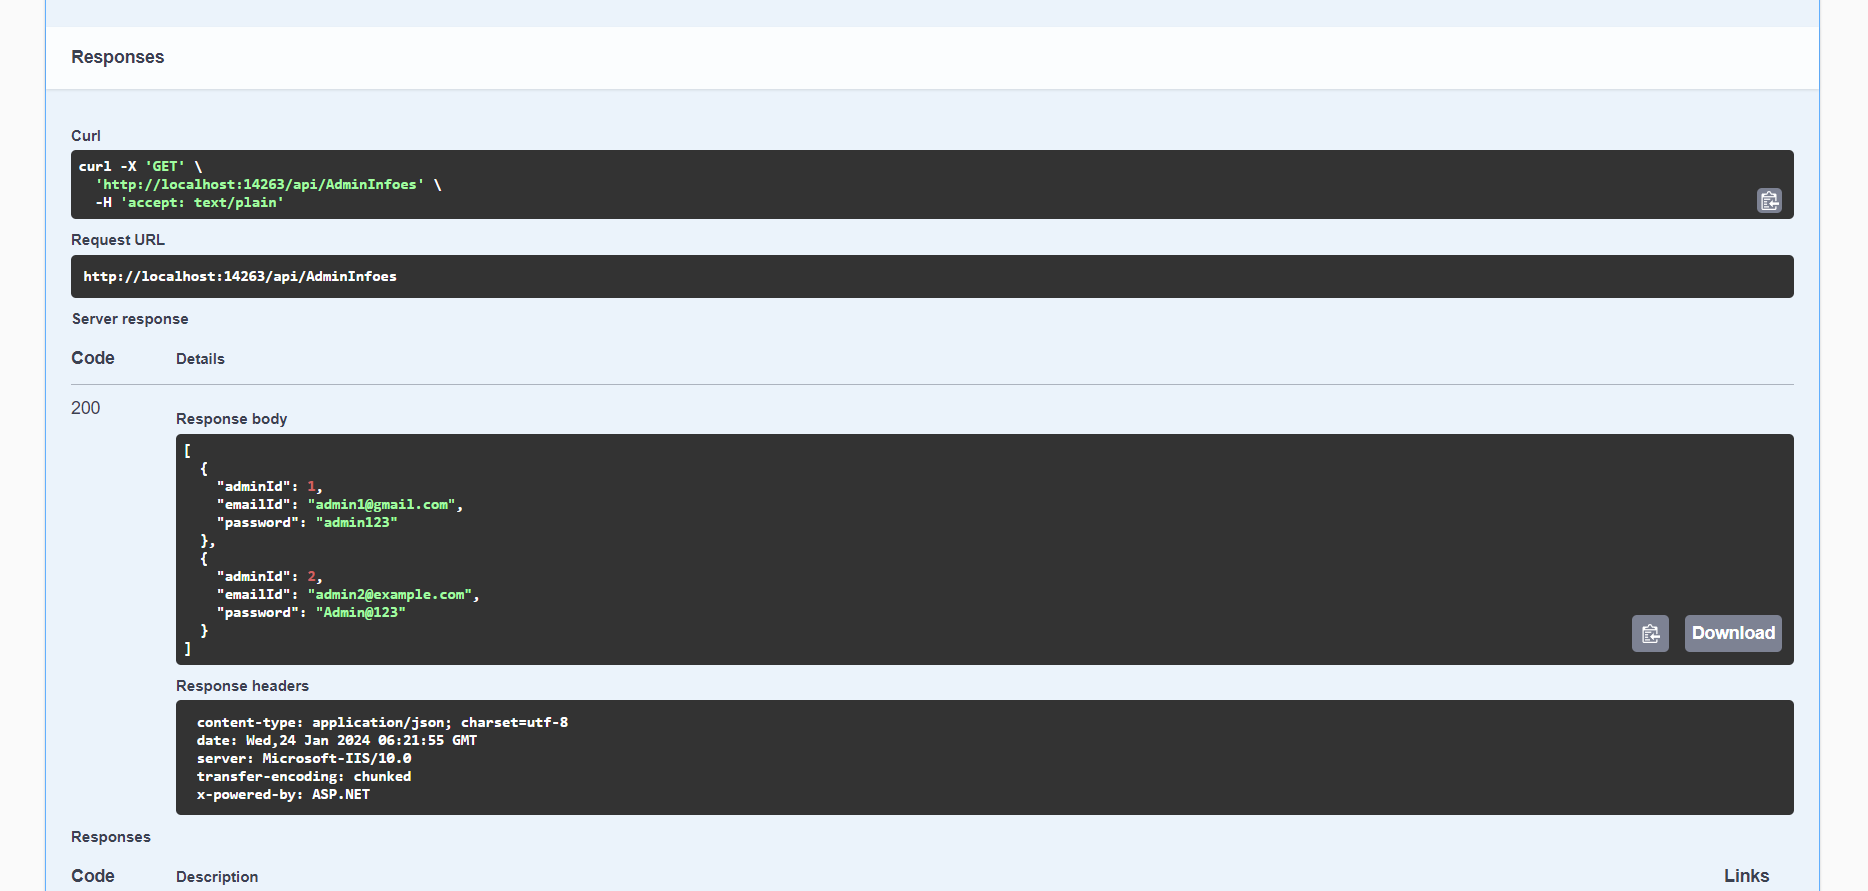 Responses
Curl
curl -X 'GET' \
  'http://localhost:14263/api/AdminInfoes' \
  -H 'accept: text/plain'
Request URL
http://localhost:14263/api/AdminInfoes
Server response
Code Details
200
Response body
[
  {
    "adminId": 1,
    "emailId": "admin1@gmail.com",
    "password": "admin123"
  },
  {
    "adminId": 2,
    "emailId": "admin2@example.com",
    "password": "Admin@123"
  }
]
Download
Response headers
content-type: application/json; charset=utf-8
date: Wed,24 Jan 2024 06:21:55 GMT
server: Microsoft-IIS/10.0
transfer-encoding: chunked
x-powered-by: ASP.NET
Responses
Code Description Links